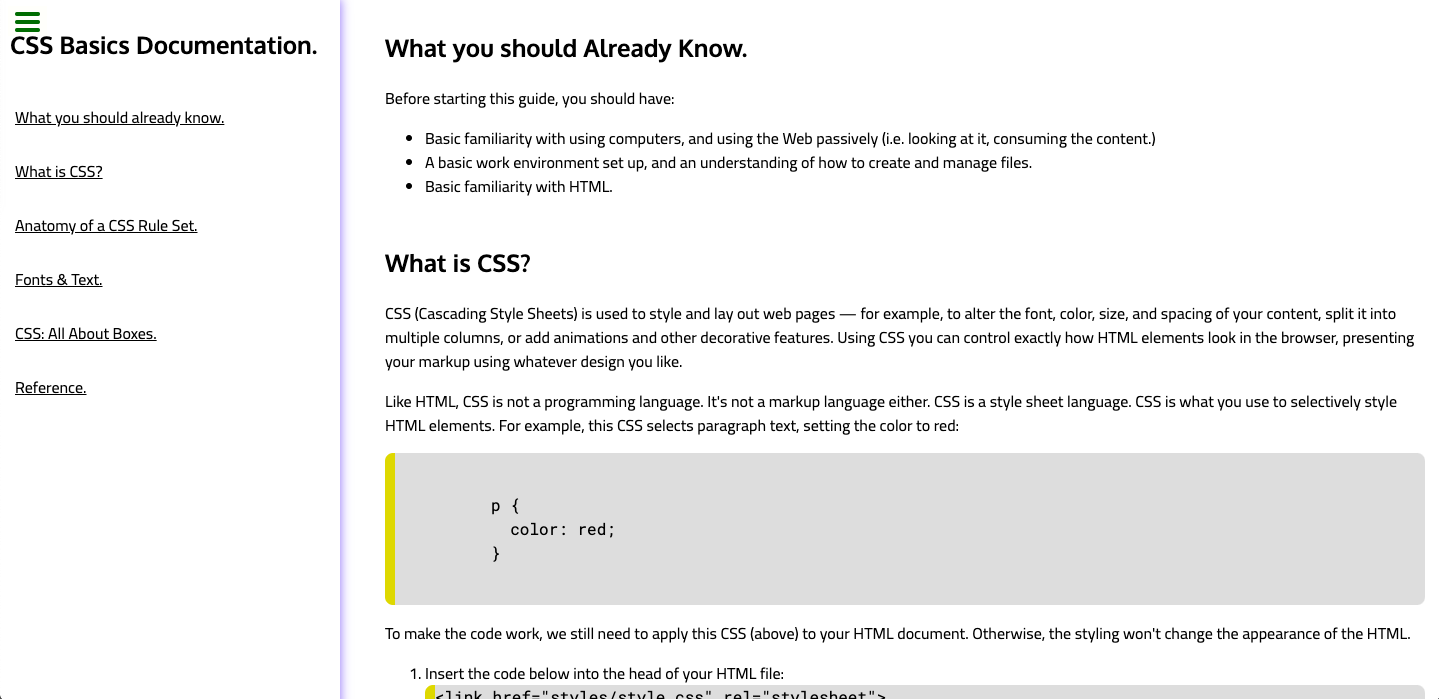 CSS Basics Documentation.
What you should already know.
What is CSS?
Anatomy of a CSS Rule Set.
Fonts & Text.
CSS: All About Boxes.
Reference.
What you should Already Know.
Before starting this guide, you should have:
Basic familiarity with using computers, and using the Web passively (i.e. looking at it, consuming the content.)
A basic work environment set up, and an understanding of how to create and manage files.
Basic familiarity with HTML.
What is CSS?
CSS (Cascading Style Sheets) is used to style and lay out web pages — for example, to alter the font, color, size, and spacing of your content, split it into
multiple columns, or add animations and other decorative features. Using CSS you can control exactly how HTML elements look in the browser, presenting
your markup using whatever design you like.
Like HTML, CSS is not a programming language. It's not a markup language either. CSS is a style sheet language. CSS is what you use to selectively style
HTML elements. For example, this CSS selects paragraph text, setting the color to red:
p {
color: red;
}
To make the code work, we still need to apply this CSS (above) to your HTML document. Otherwise, the styling won't change the appearance of the HTML.
1. Insert the code below into the head of your HTML file:
<link href="styles/style.css" rel="stylesheet">